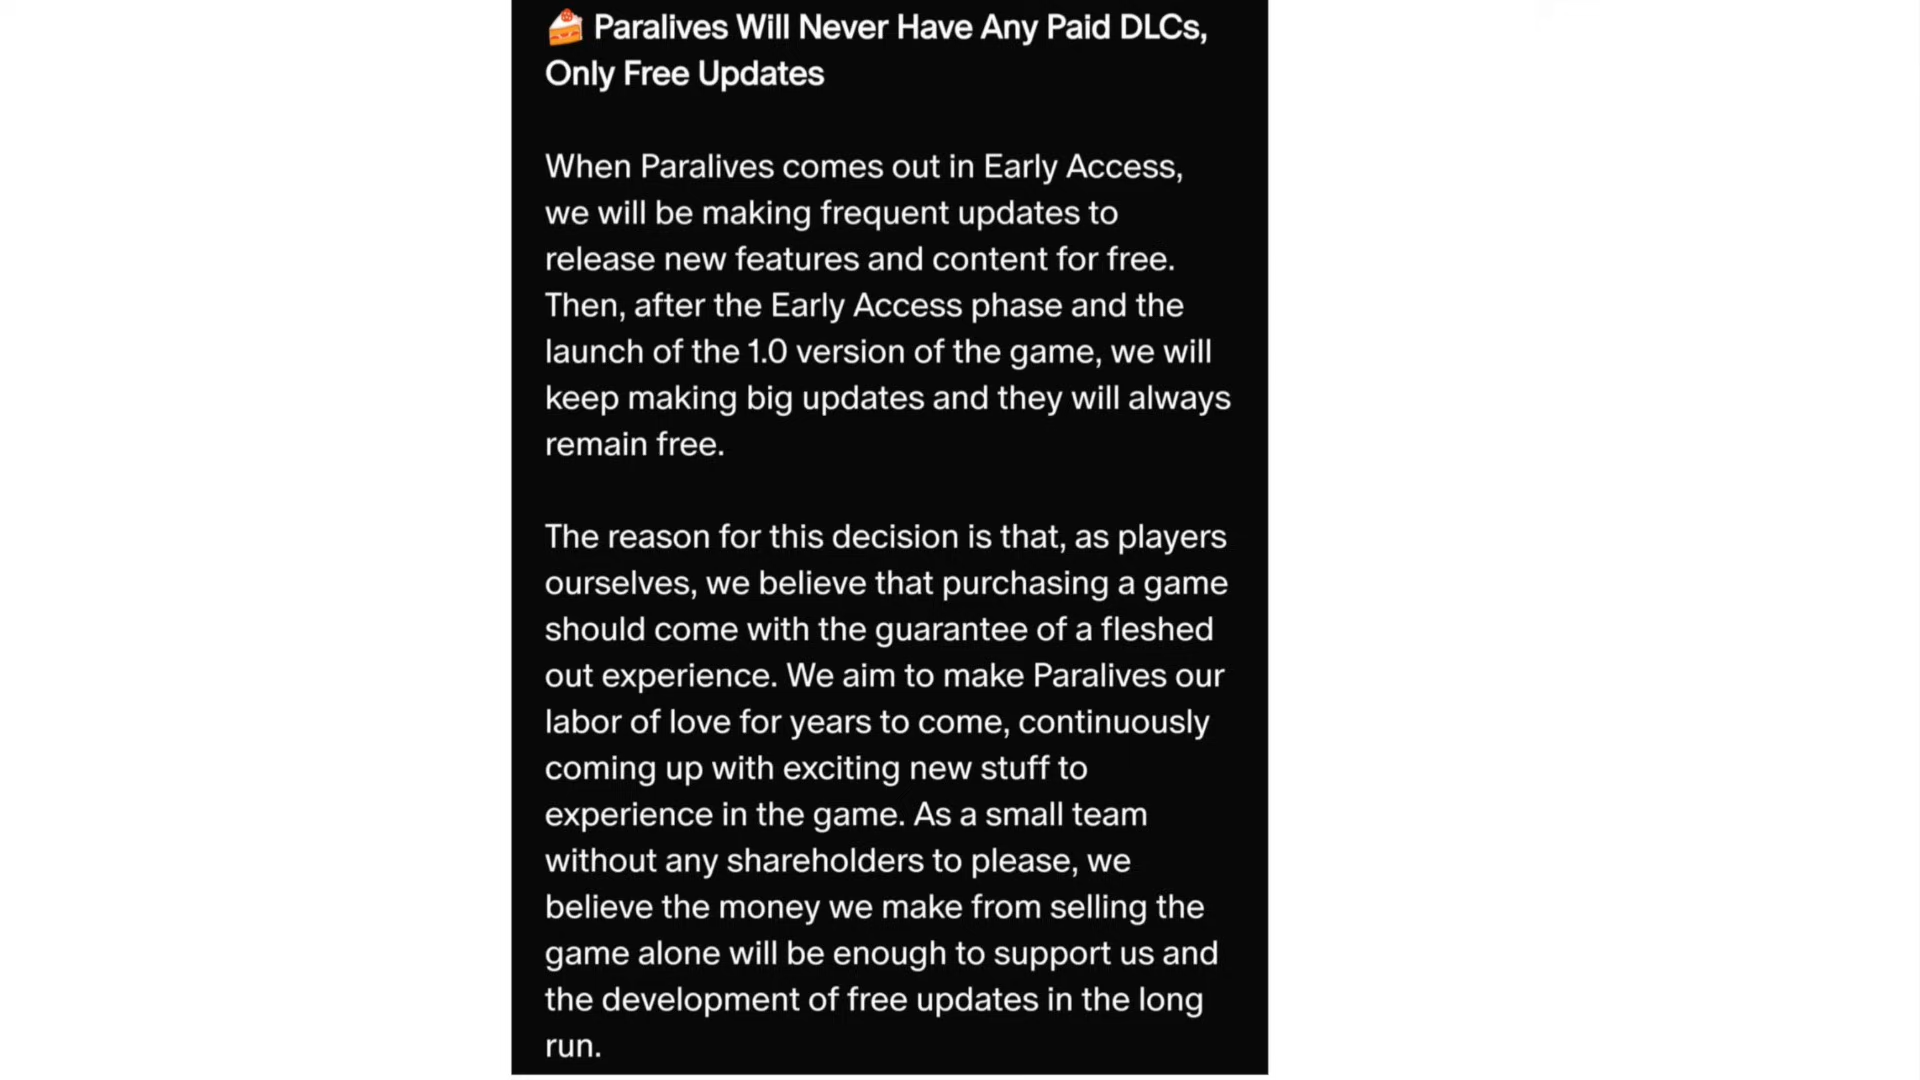 🍰 Paralives Will Never Have Any Paid DLCs,
Only Free Updates
When Paralives comes out in Early Access,
we will be making frequent updates to
release new features and content for free.
Then, after the Early Access phase and the
launch of the 1.0 version of the game, we will
keep making big updates and they will always
remain free.
The reason for this decision is that, as players
ourselves, we believe that purchasing a game
should come with the guarantee of a fleshed
out experience. We aim to make Paralives our
labor of love for years to come, continuously
coming up with exciting new stuff to
experience in the game. As a small team
without any shareholders to please, we
believe the money we make from selling the
game alone will be enough to support us and
the development of free updates in the long
run.